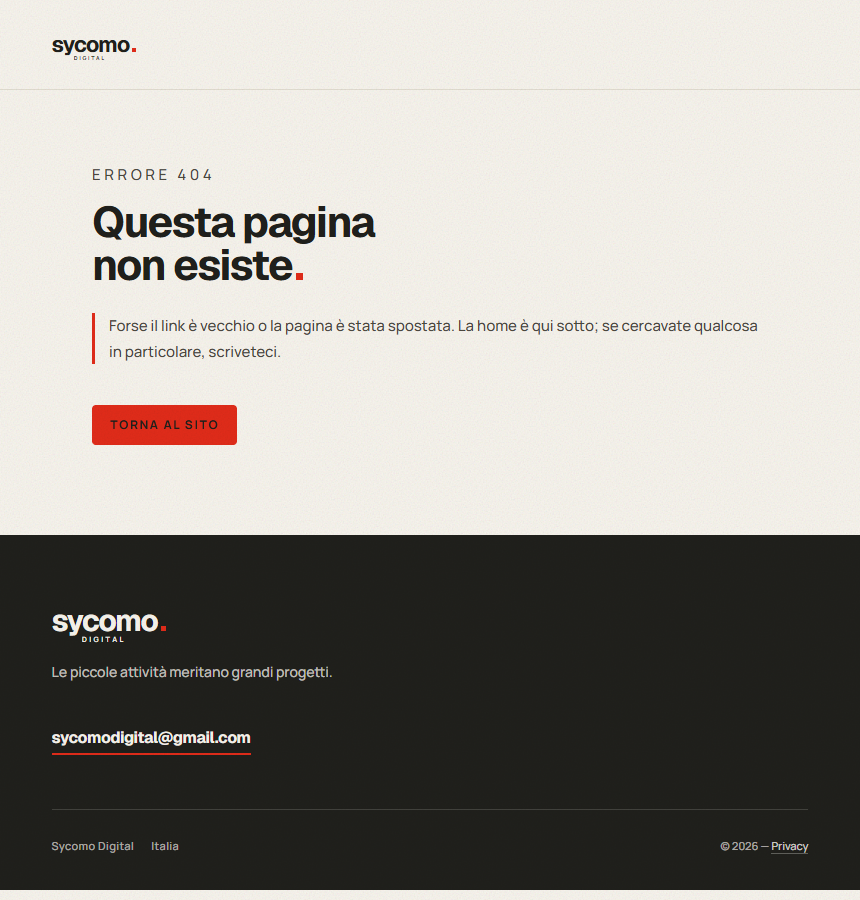 sycomo.
DIGITAL
ERRORE 404
Questa pagina
non esiste.
Forse il link è vecchio o la pagina è stata spostata. La home è qui sotto; se cercavate qualcosa
in particolare, scriveteci.
TORNA AL SITO
sycomo.
DIGITAL
Le piccole attività meritano grandi progetti.
sycomodigital@gmail.com
Sycomo Digital Italia
© 2026 — Privacy